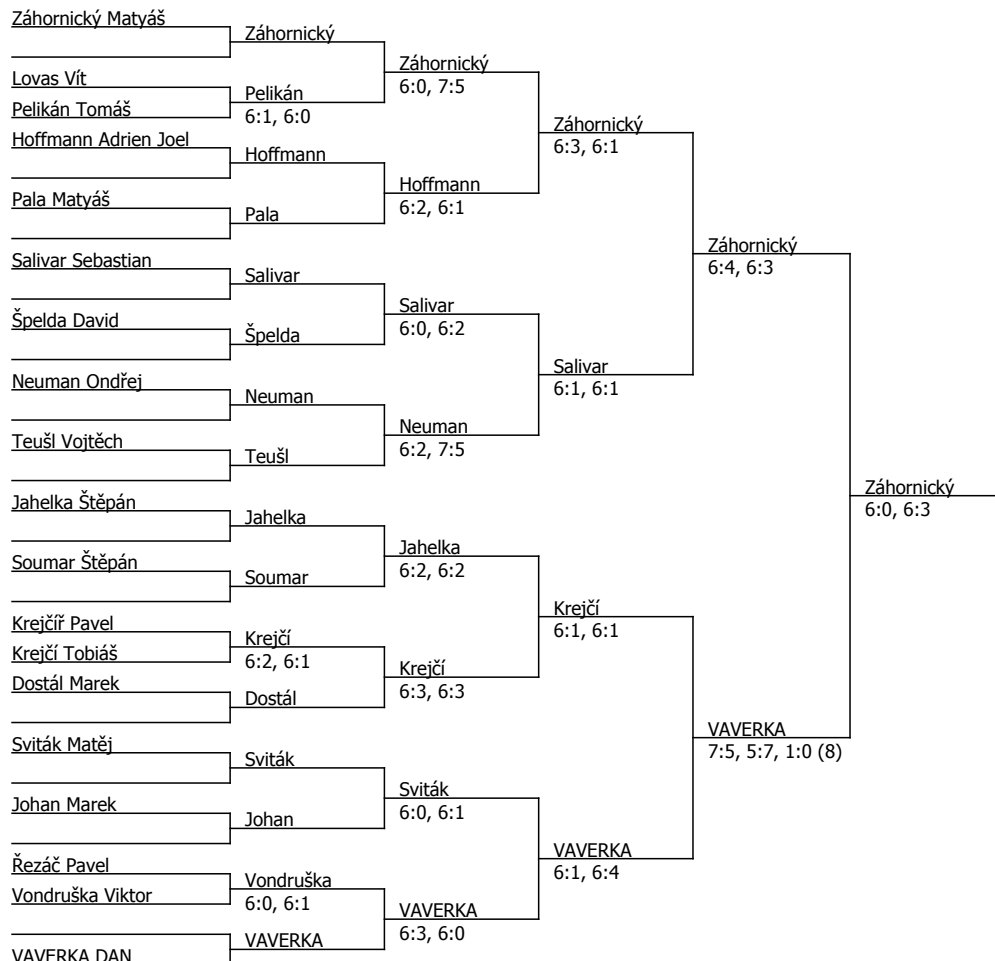 Záhornický Matyáš
Lovas Vít
Pelikán Tomáš
Hoffmann Adrien Joel
Pala Matyáš
Salivar Sebastian
Špelda David
Neuman Ondřej
Teušl Vojtěch
Jahelka Štěpán
Soumar Štěpán
Krejčíř Pavel
Krejčí Tobiáš
Dostál Marek
Sviták Matěj
Johan Marek
Řezáč Pavel
Vondruška Viktor
VAVERKA DAN
Záhornický
Pelikán
6:1, 6:0
Hoffmann
Pala
Salivar
Špelda
Neuman
Teušl
Jahelka
Soumar
Krejčí
6:2, 6:1
Dostál
Sviták
Johan
Vondruška
6:0, 6:1
VAVERKA
Záhornický
6:0, 7:5
Hoffmann
6:2, 6:1
Salivar
6:0, 6:2
Neuman
6:2, 7:5
Jahelka
6:2, 6:2
Krejčí
6:3, 6:3
Sviták
6:0, 6:1
VAVERKA
6:3, 6:0
Záhornický
6:3, 6:1
Salivar
6:1, 6:1
Krejčí
6:1, 6:1
VAVERKA
6:1, 6:4
Záhornický
6:4, 6:3
VAVERKA
7:5, 5:7, 1:0 (8)
Záhornický
6:0, 6:3